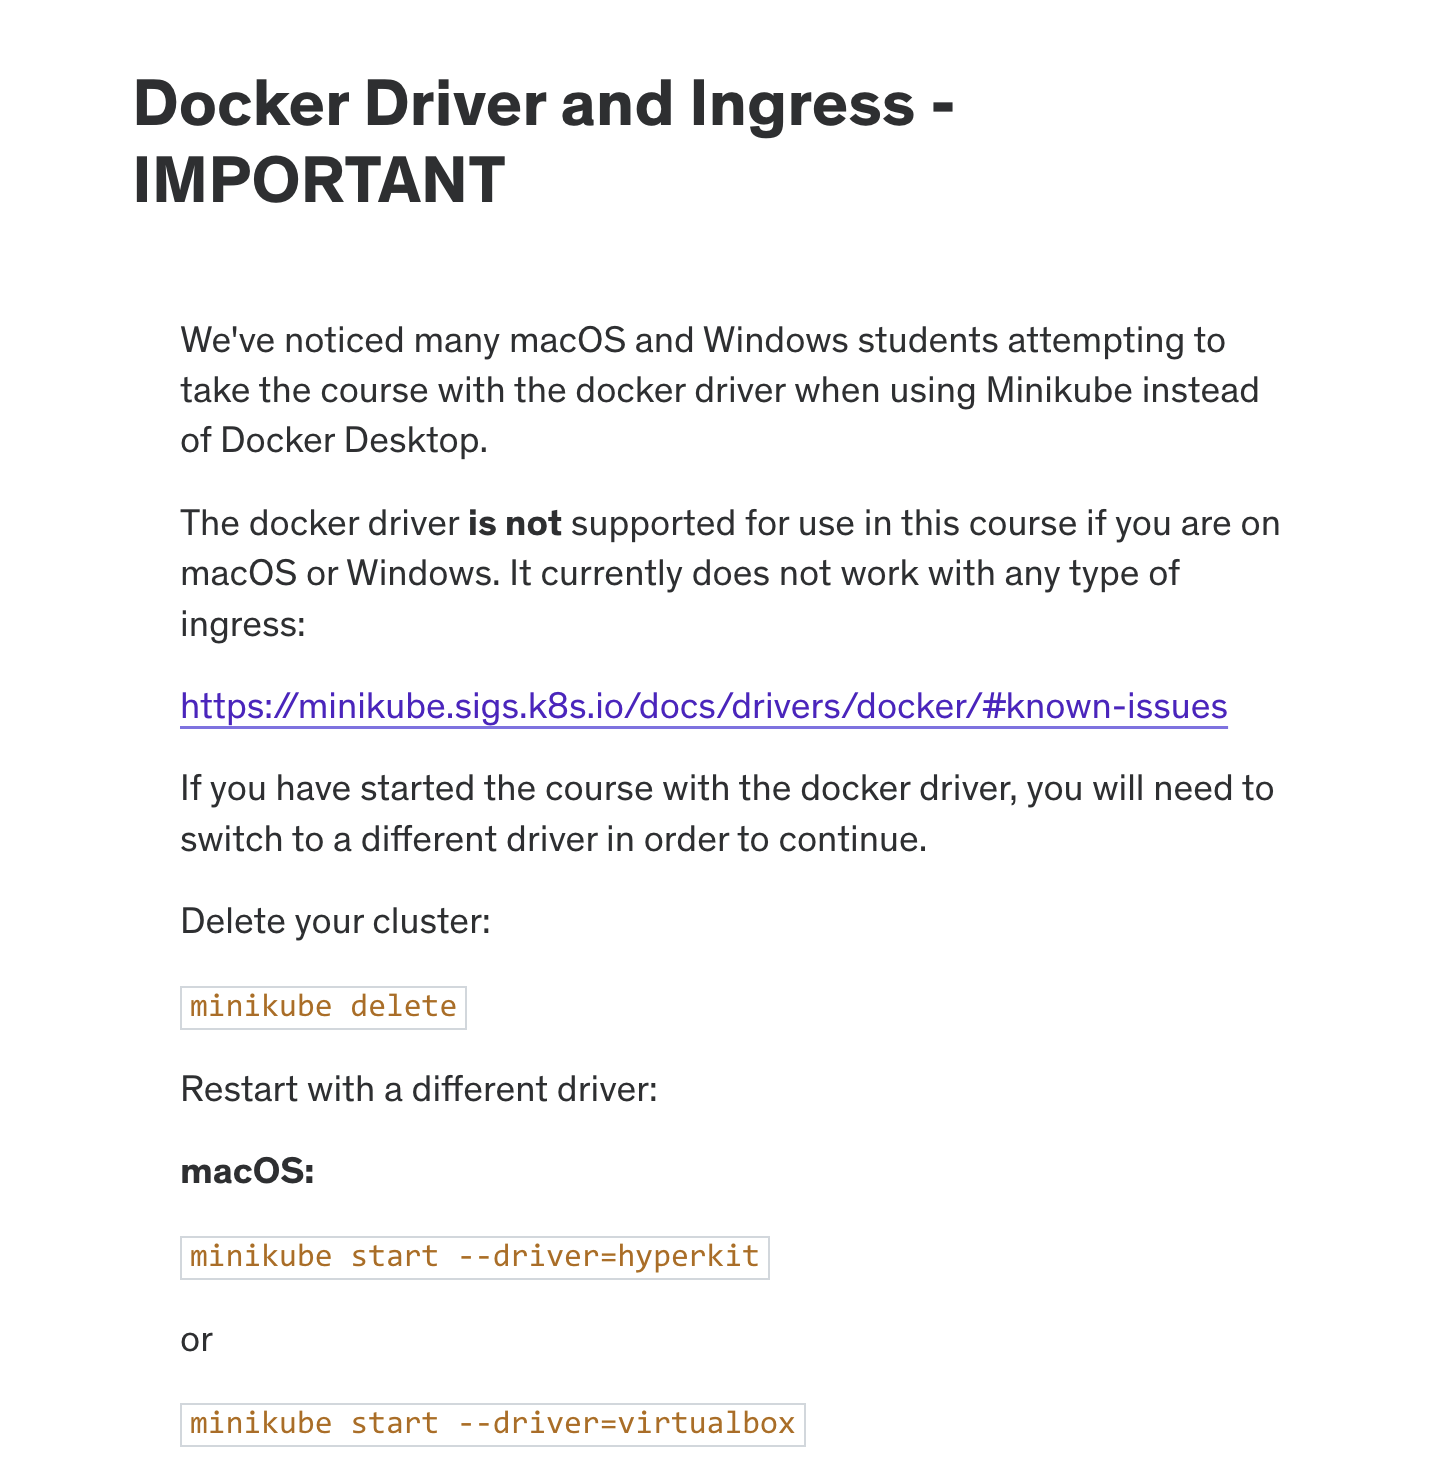 Docker Driver and Ingress -
IMPORTANT
We've noticed many macOS and Windows students attempting to
take the course with the docker driver when using Minikube instead
of Docker Desktop.
The docker driver is not supported for use in this course if you are on
macOS or Windows. It currently does not work with any type of
ingress:
https://minikube.sigs.k8s.io/docs/drivers/docker/#known-issues
If you have started the course with the docker driver, you will need to
switch to a different driver in order to continue.
Delete your cluster:
minikube delete
Restart with a different driver:
macOS:
minikube start --driver=hyperkit
or
minikube start --driver=virtualbox